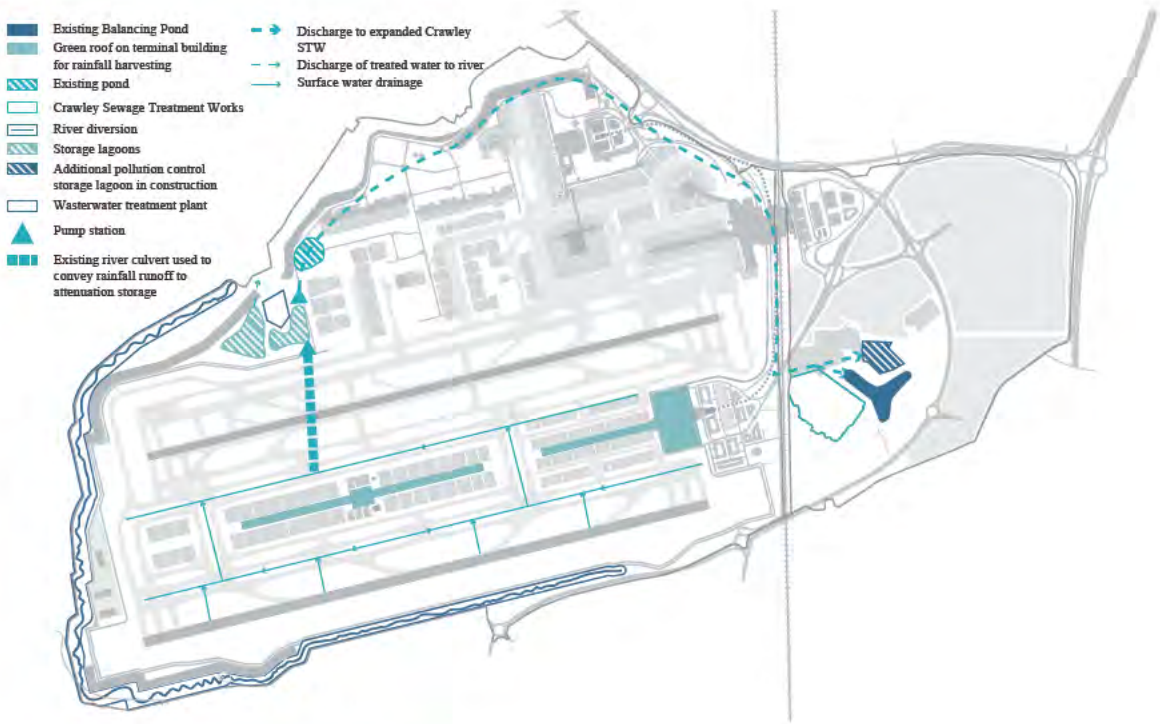 Existing Balancing Pond
Green roof on terminal building
for rainfall harvesting
Existing pond
Crawley Sewage Treatment Works
River diversion
Storage lagoons
Additional pollution control
storage lagoon in construction
Wasterwater treatment plant
Pump station
Existing river culvert used to
convey rainfall runoff to
attenuation storage
Discharge to expanded Crawley
STW
Discharge of treated water to river
Surface water drainage